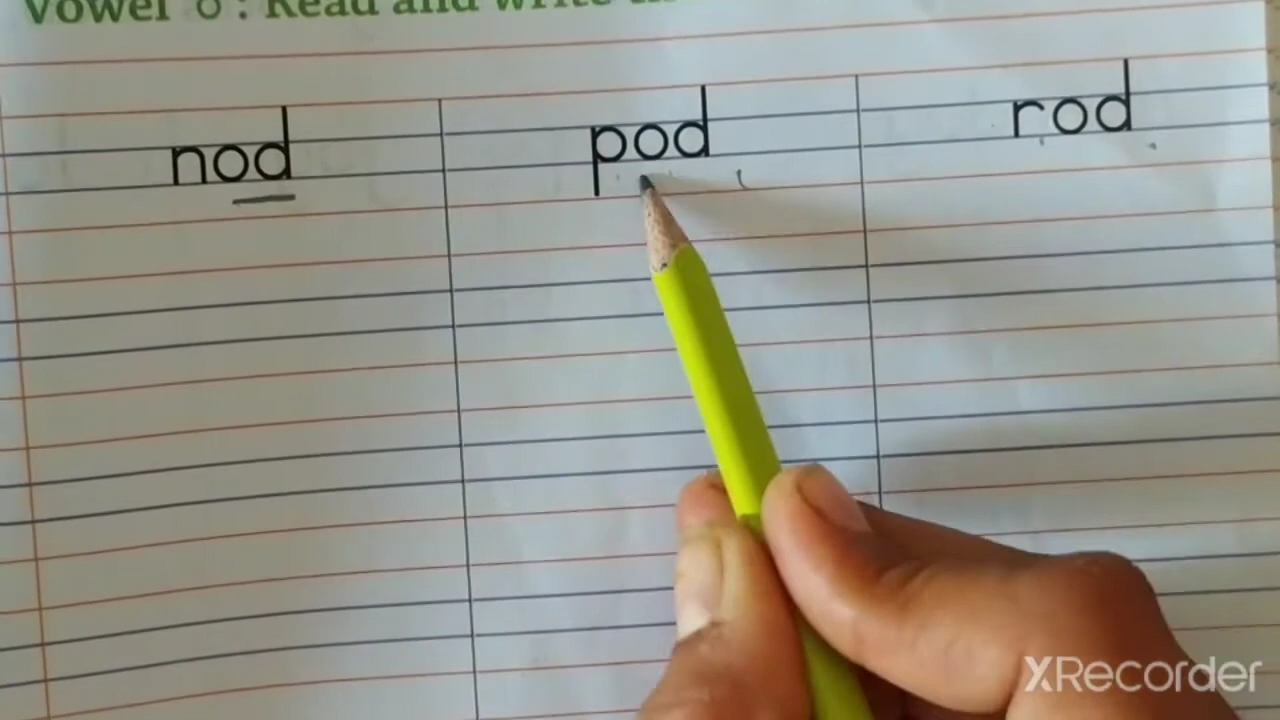 Vowel 'o': Read and write
nod pod rod
XRecorder